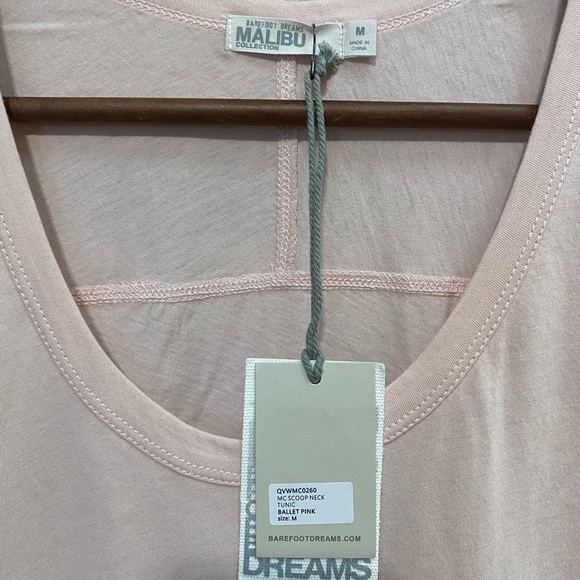 BAREFOOT DREAMS
MALIBU
COLLECTION
M
MADE IN
CHINA
QVWMC0260
MC SCOOP NECK
TUNIC
BALLET PINK
size: M
BAREFOOTDREAMS.COM
DREAMS